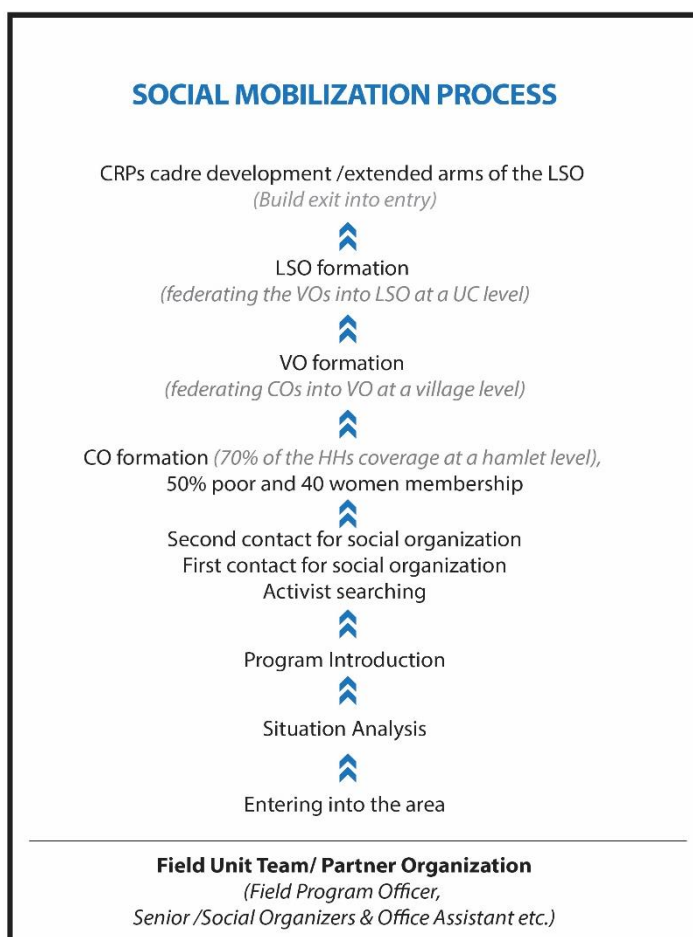 SOCIAL MOBILIZATION PROCESS
CRPs cadre development /extended arms of the LSO
(Build exit into entry)
LSO formation
(federating the VOs into LSO at a UC level)
VO formation
(federating COs into VO at a village level)
CO formation (70% of the HHs coverage at a hamlet level),
50% poor and 40 women membership
Second contact for social organization
First contact for social organization
Activist searching
Program Introduction
Situation Analysis
Entering into the area
Field Unit Team/ Partner Organization
(Field Program Officer,
Senior /Social Organizers & Office Assistant etc.)